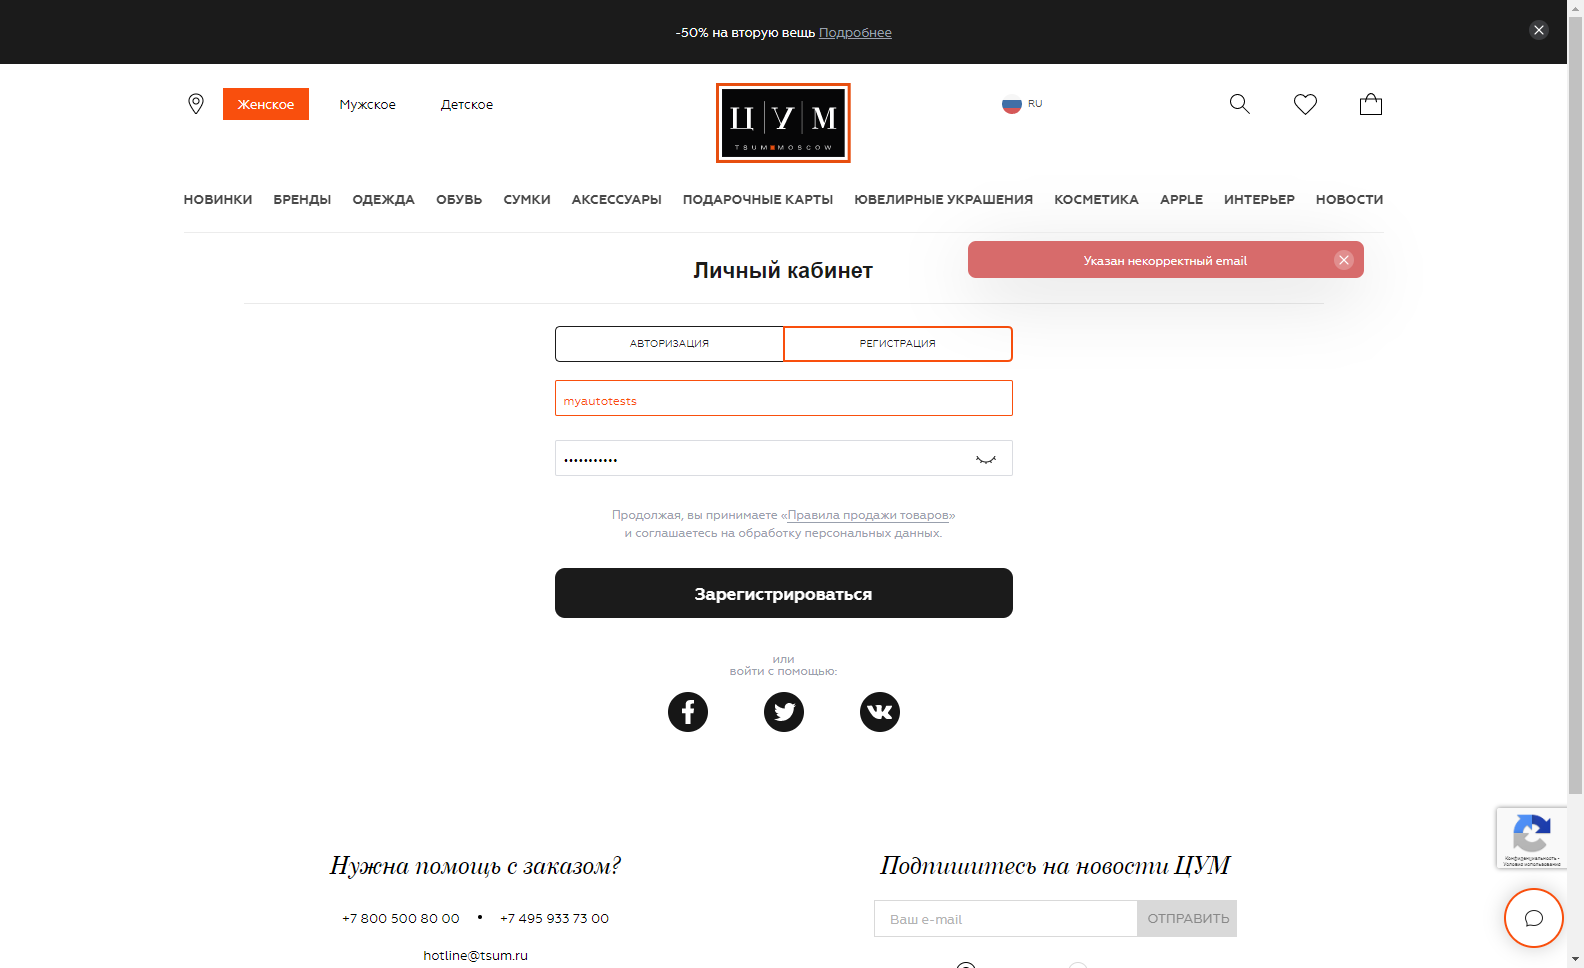 -50% на вторую вещь Подробнее
Женское
Мужское
Детское
ЦУМ
TSUM MOSCOW
RU
НОВИНКИ БРЕНДЫ ОДЕЖДА ОБУВЬ СУМКИ АКСЕССУАРЫ ПОДАРОЧНЫЕ КАРТЫ ЮВЕЛИРНЫЕ УКРАШЕНИЯ КОСМЕТИКА APPLE ИНТЕРЬЕР НОВОСТИ
Личный кабинет
Указан некорректный email
АВТОРИЗАЦИЯ
РЕГИСТРАЦИЯ
myautotests
•••••••••••
Продолжая, вы принимаете «Правила продажи товаров»
и соглашаетесь на обработку персональных данных.
Зарегистрироваться
или
войти с помощью:
Конфиденциальность -
Условия использования
Нужна помощь с заказом?
+7 800 500 80 00 • +7 495 933 73 00
hotline@tsum.ru
Подпишитесь на новости ЦУМ
Ваш e-mail
ОТПРАВИТЬ